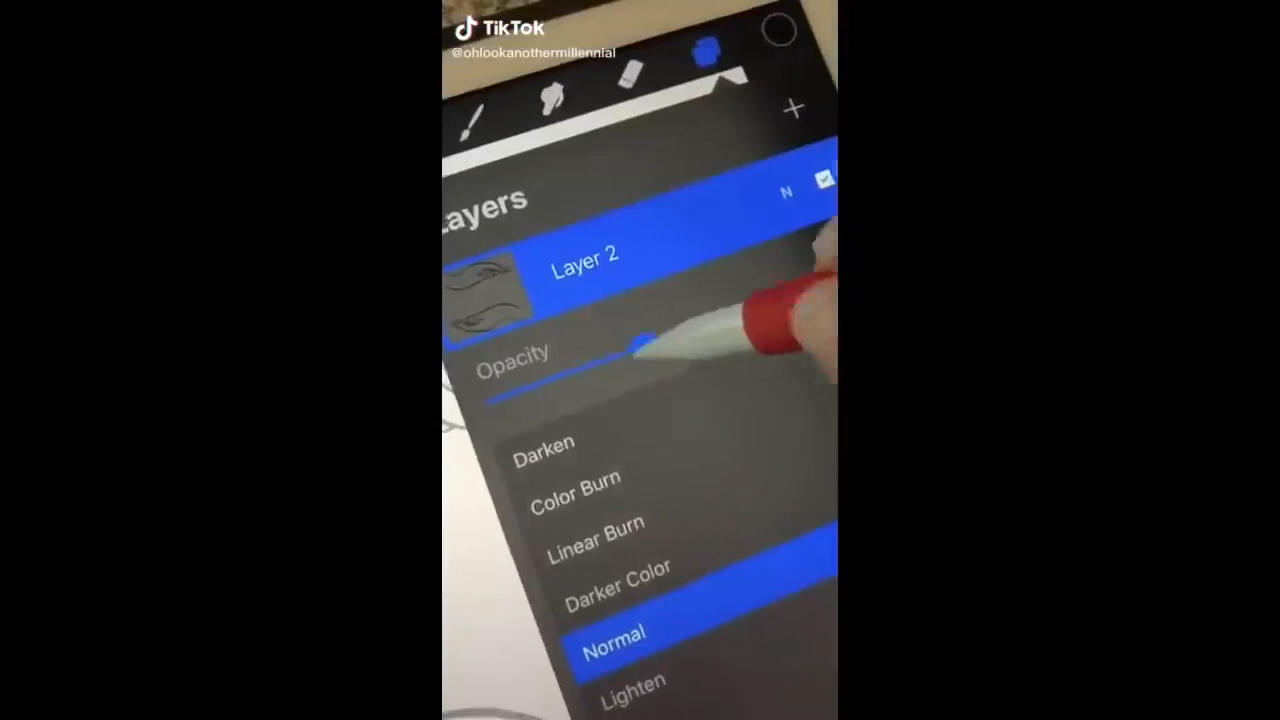 TikTok
@ohlookanothermillennial
Layers
N
Layer 2
Opacity
Darken
Color Burn
Linear Burn
Darker Color
Normal
Lighten